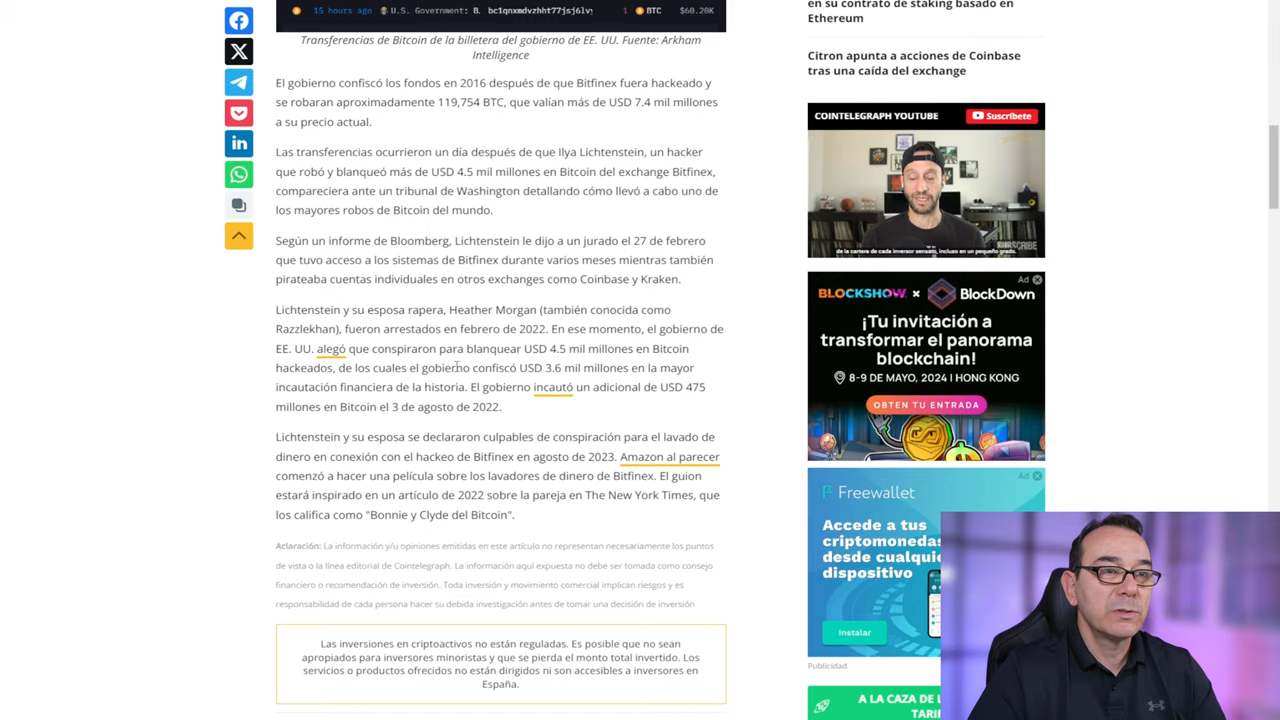 15 hours ago U.S. Government: B. bc1qnxmdvzhht77jsj6lv 1 BTC $60.20K
Transferencias de Bitcoin de la billetera del gobierno de EE. UU. Fuente: Arkham
Intelligence
El gobierno confiscó los fondos en 2016 después de que Bitfinex fuera hackeado y
se robaran aproximadamente 119,754 BTC, que valían más de USD 7.4 mil millones
a su precio actual.
Las transferencias ocurrieron un día después de que Ilya Lichtenstein, un hacker
que robó y blanqueó más de USD 4.5 mil millones en Bitcoin del exchange Bitfinex,
compareciera ante un tribunal de Washington detallando cómo llevó a cabo uno de
los mayores robos de Bitcoin del mundo.
Según un informe de Bloomberg, Lichtenstein le dijo a un jurado el 27 de febrero
que tuvo acceso a los sistemas de Bitfinex durante varios meses mientras también
pirateaba cuentas individuales en otros exchanges como Coinbase y Kraken.
Lichtenstein y su esposa rapera, Heather Morgan (también conocida como
Razzlekhan), fueron arrestados en febrero de 2022. En ese momento, el gobierno de
EE. UU. alegó que conspiraron para blanquear USD 4.5 mil millones en Bitcoin
hackeados, de los cuales el gobierno confiscó USD 3.6 mil millones en la mayor
incautación financiera de la historia. El gobierno incautó un adicional de USD 475
millones en Bitcoin el 3 de agosto de 2022.
Lichtenstein y su esposa se declararon culpables de conspiración para el lavado de
dinero en conexión con el hackeo de Bitfinex en agosto de 2023. Amazon al parecer
comenzó a hacer una película sobre los lavadores de dinero de Bitfinex. El guion
estará inspirado en un artículo de 2022 sobre la pareja en The New York Times, que
los califica como "Bonnie y Clyde del Bitcoin".
Aclaración: La información y/u opiniones emitidas en este artículo no representan necesariamente los puntos
de vista o la línea editorial de Cointelegraph. La información aquí expuesta no debe ser tomada como consejo
financiero o recomendación de inversión. Toda inversión y movimiento comercial implican riesgos y es
responsabilidad de cada persona hacer su debida investigación antes de tomar una decisión de inversión
Las inversiones en criptoactivos no están reguladas. Es posible que no sean
apropiados para inversores minoristas y que se pierda el monto total invertido. Los
servicios o productos ofrecidos no están dirigidos ni son accesibles a inversores en
España.
en su contrato de staking basado en
Ethereum
Citron apunta a acciones de Coinbase
tras una caída del exchange
COINTELEGRAPH YOUTUBE Suscríbete
SUBSCRIBE
de la cartera de cada inversor sensato, incluso en un pequeño grado.
Ad
BLOCKSHOW × BlockDown
¡Tu invitación a
transformar el panorama
blockchain!
8-9 DE MAYO, 2024 | HONG KONG
OBTEN TU ENTRADA
Ad
Freewallet
Accede a tus
criptomonedas
desde cualquie
dispositivo
Instalar
Publicidad
A LA CAZA DE L
TARI